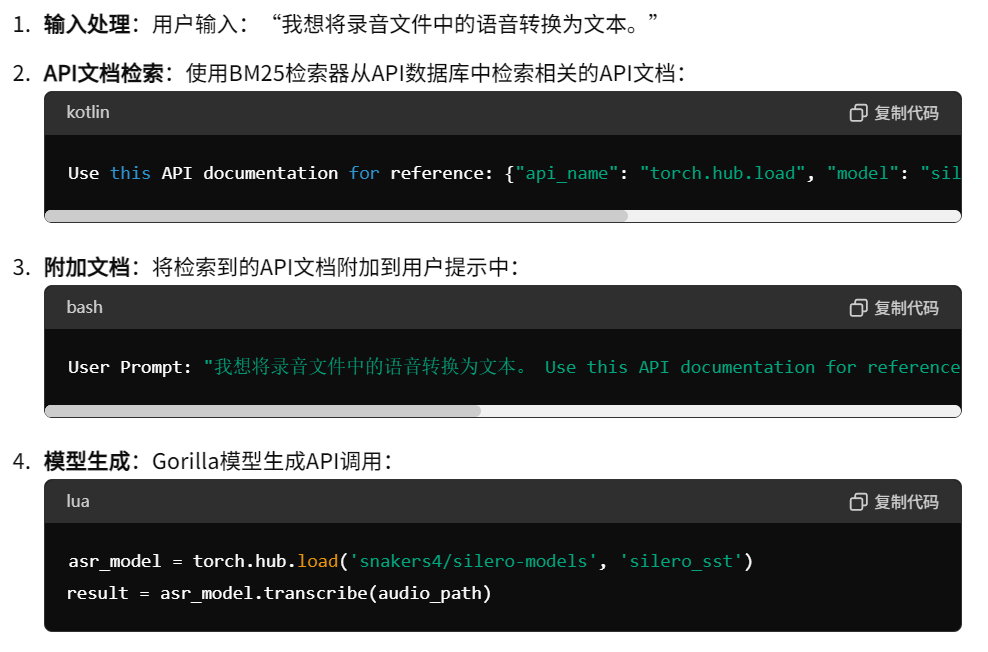 1. 输入处理：用户输入：“我想将录音文件中的语音转换为文本。”
2. API文档检索：使用BM25检索器从API数据库中检索相关的API文档：
kotlin 复制代码
Use this API documentation for reference: {"api_name": "torch.hub.load", "model": "sil
3. 附加文档：将检索到的API文档附加到用户提示中：
bash 复制代码
User Prompt: "我想将录音文件中的语音转换为文本。 Use this API documentation for reference
4. 模型生成：Gorilla模型生成API调用：
lua 复制代码
asr_model = torch.hub.load('snakers4/silero-models', 'silero_sst')
result = asr_model.transcribe(audio_path)